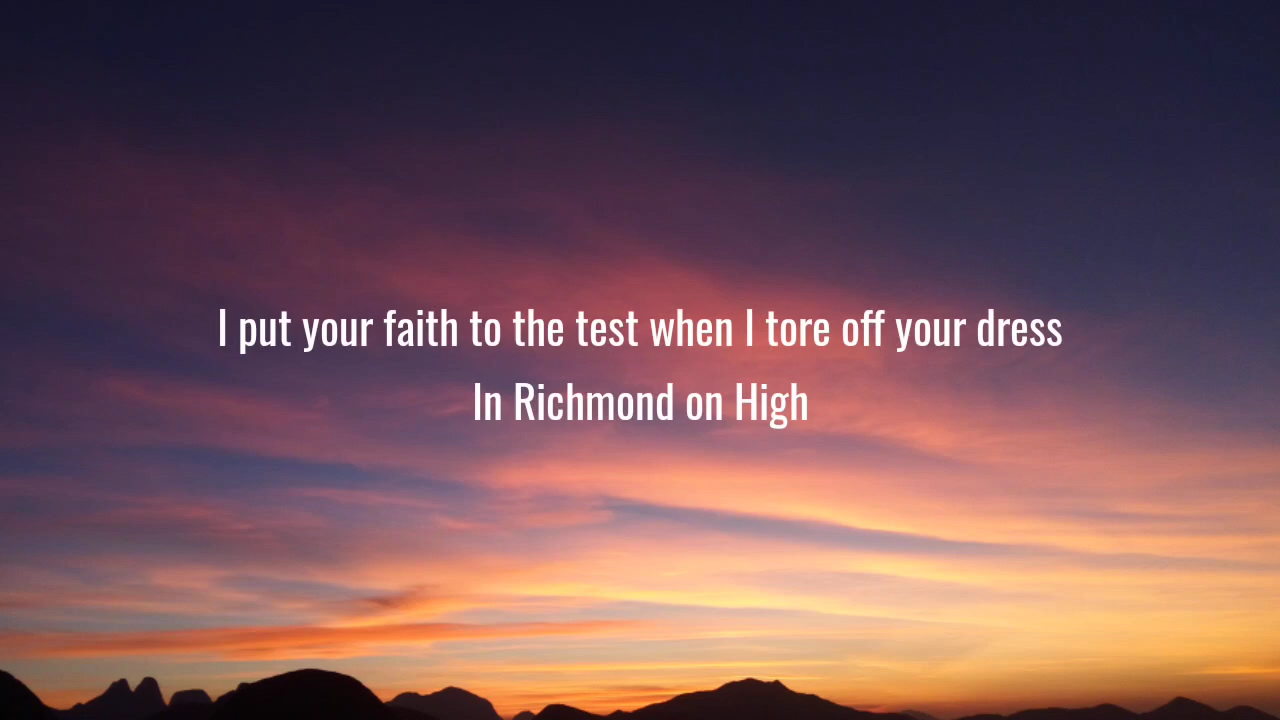 I put your faith to the test when I tore off your dress
In Richmond on High